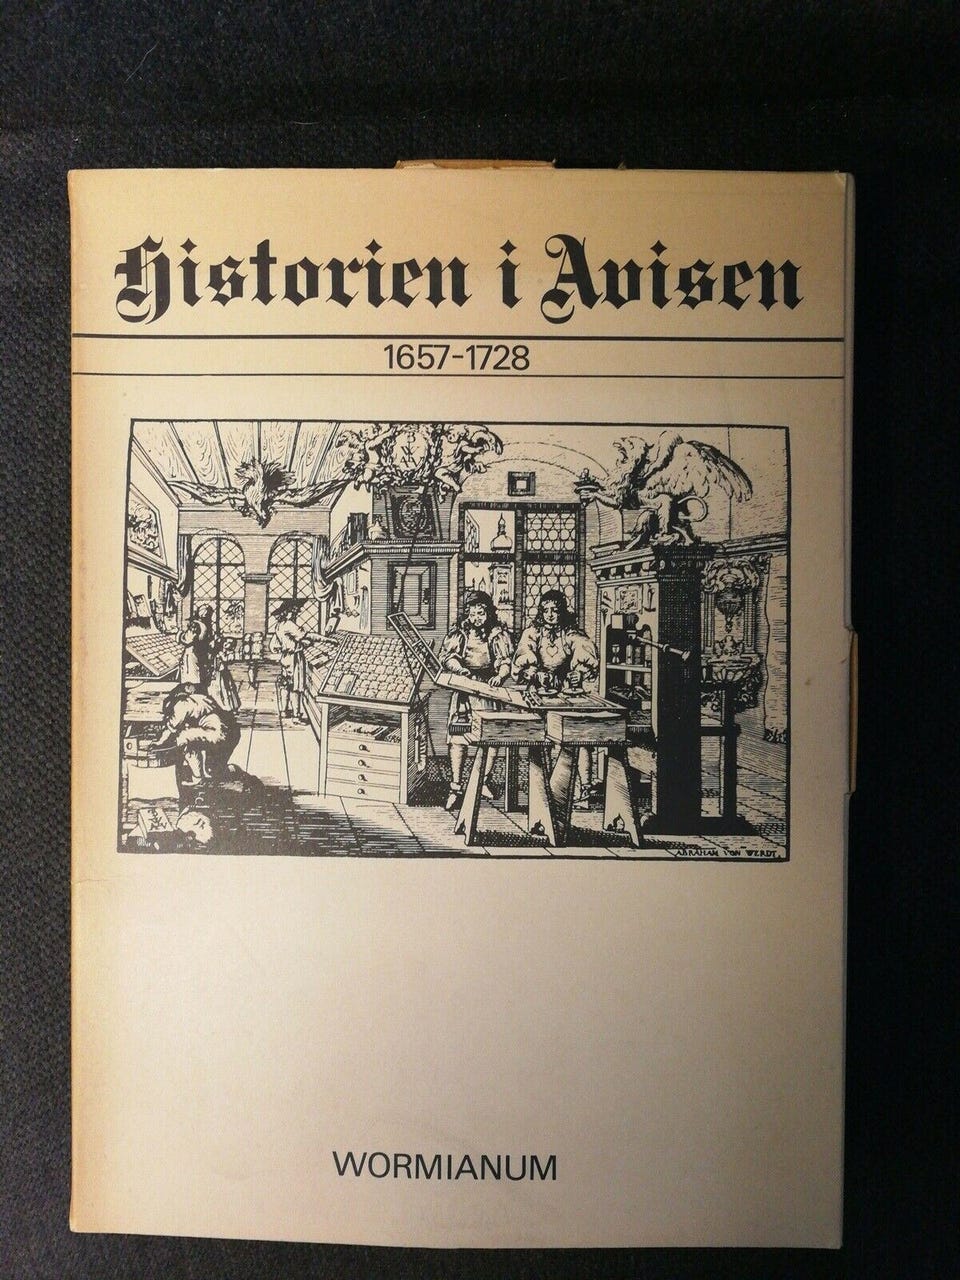 Historien i Avisen
1657-1728
ABRAHAM VON WERDT.
WORMIANUM